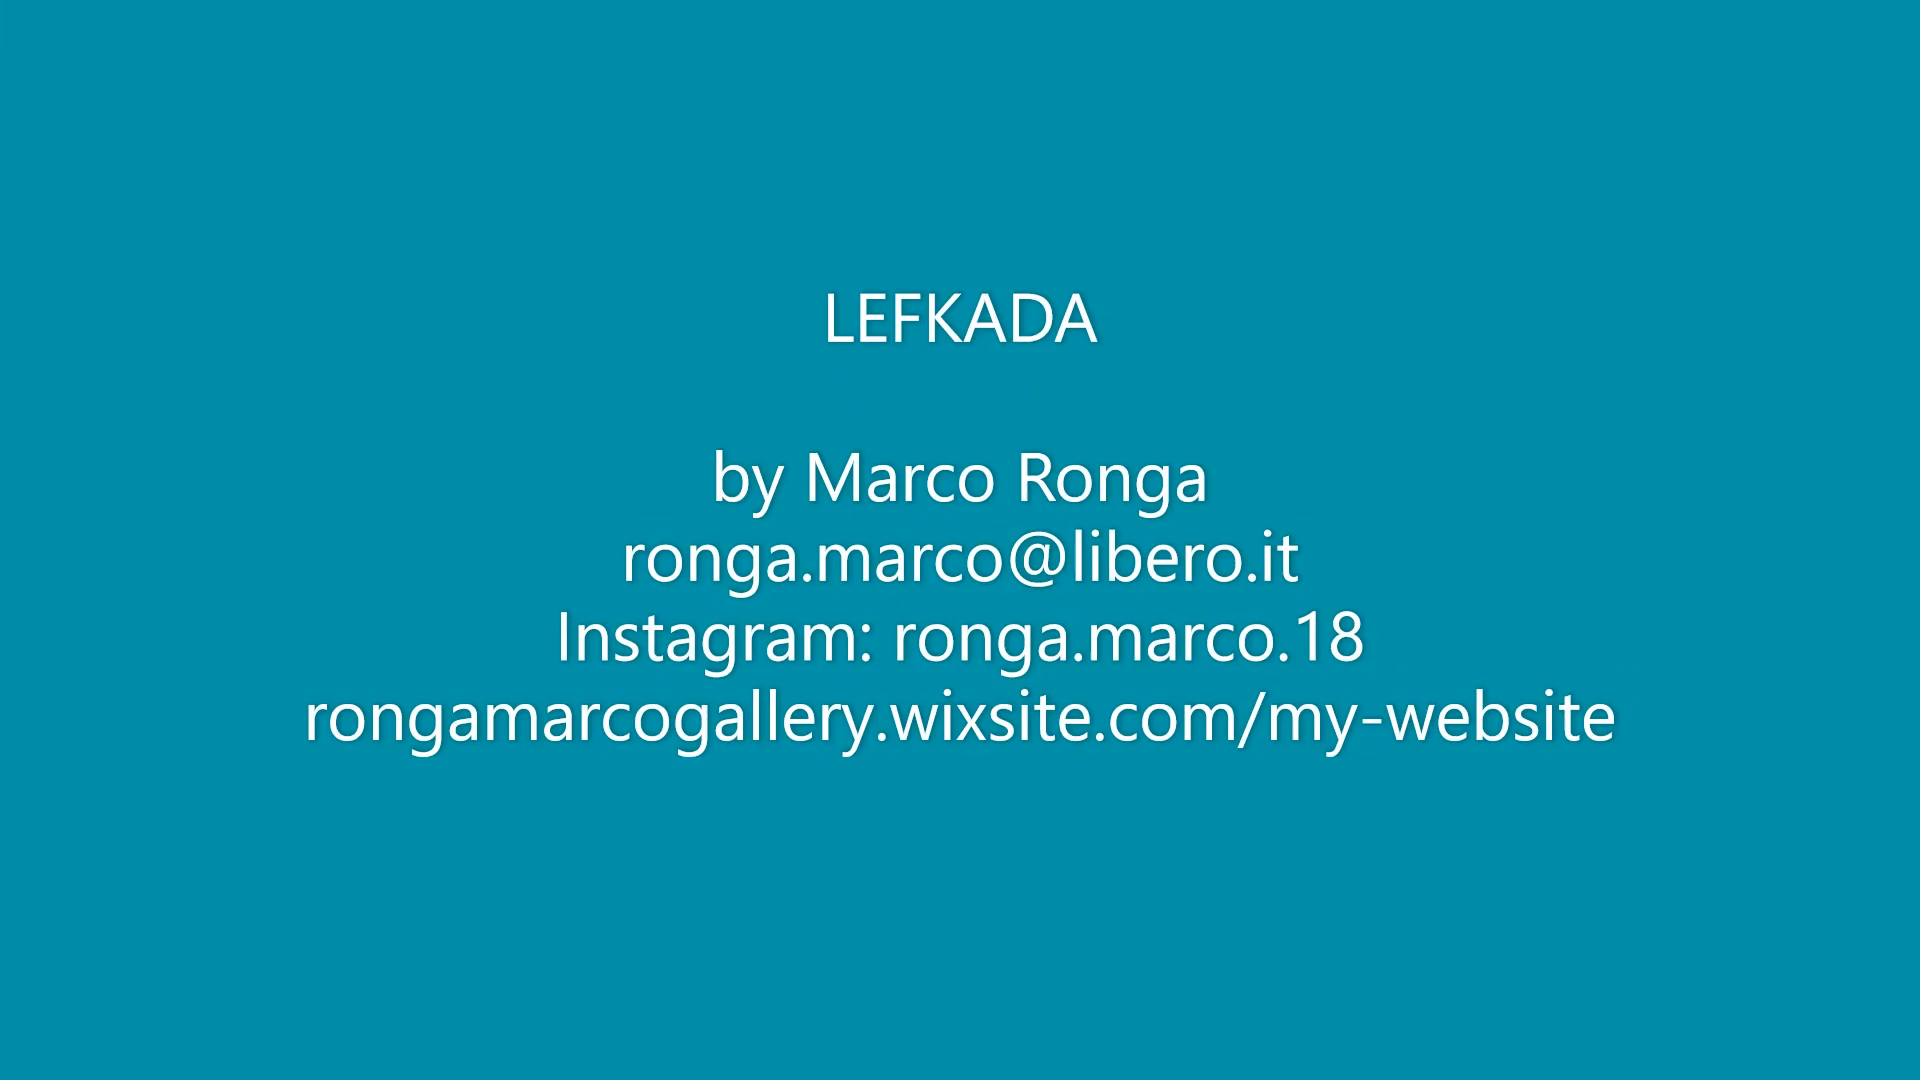 LEFKADA
by Marco Ronga
ronga.marco@libero.it
Instagram: ronga.marco.18
rongamarcogallery.wixsite.com/my-website